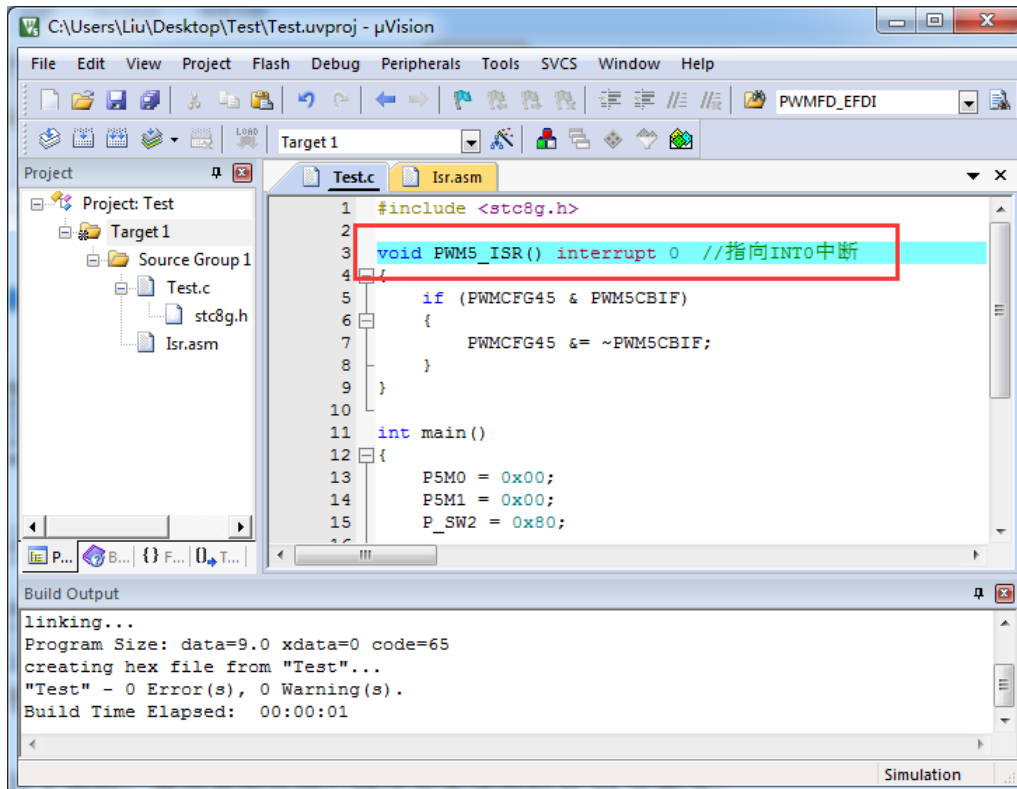 C:\Users\Liu\Desktop\Test\Test.uvproj - µVision
File Edit View Project Flash Debug Peripherals Tools SVCS Window Help
PWMFD_EFDI
LOAD
Target 1
Project
Test.c Isr.asm
Project: Test
Target 1
Source Group 1
Test.c
stc8g.h
Isr.asm
1 #include <stc8g.h>
2
3 void PWM5_ISR() interrupt 0 //指向INT0中断
4 {
5 if (PWMCFG45 & PWM5CBIF)
6 {
7 PWMCFG45 &= ~PWM5CBIF;
8 }
9 }
10
11 int main()
12 {
13 P5M0 = 0x00;
14 P5M1 = 0x00;
15 P_SW2 = 0x80;
P... B... {} F... 0 T...
Build Output
linking...
Program Size: data=9.0 xdata=0 code=65
creating hex file from "Test"...
"Test" - 0 Error(s), 0 Warning(s).
Build Time Elapsed: 00:00:01
Simulation